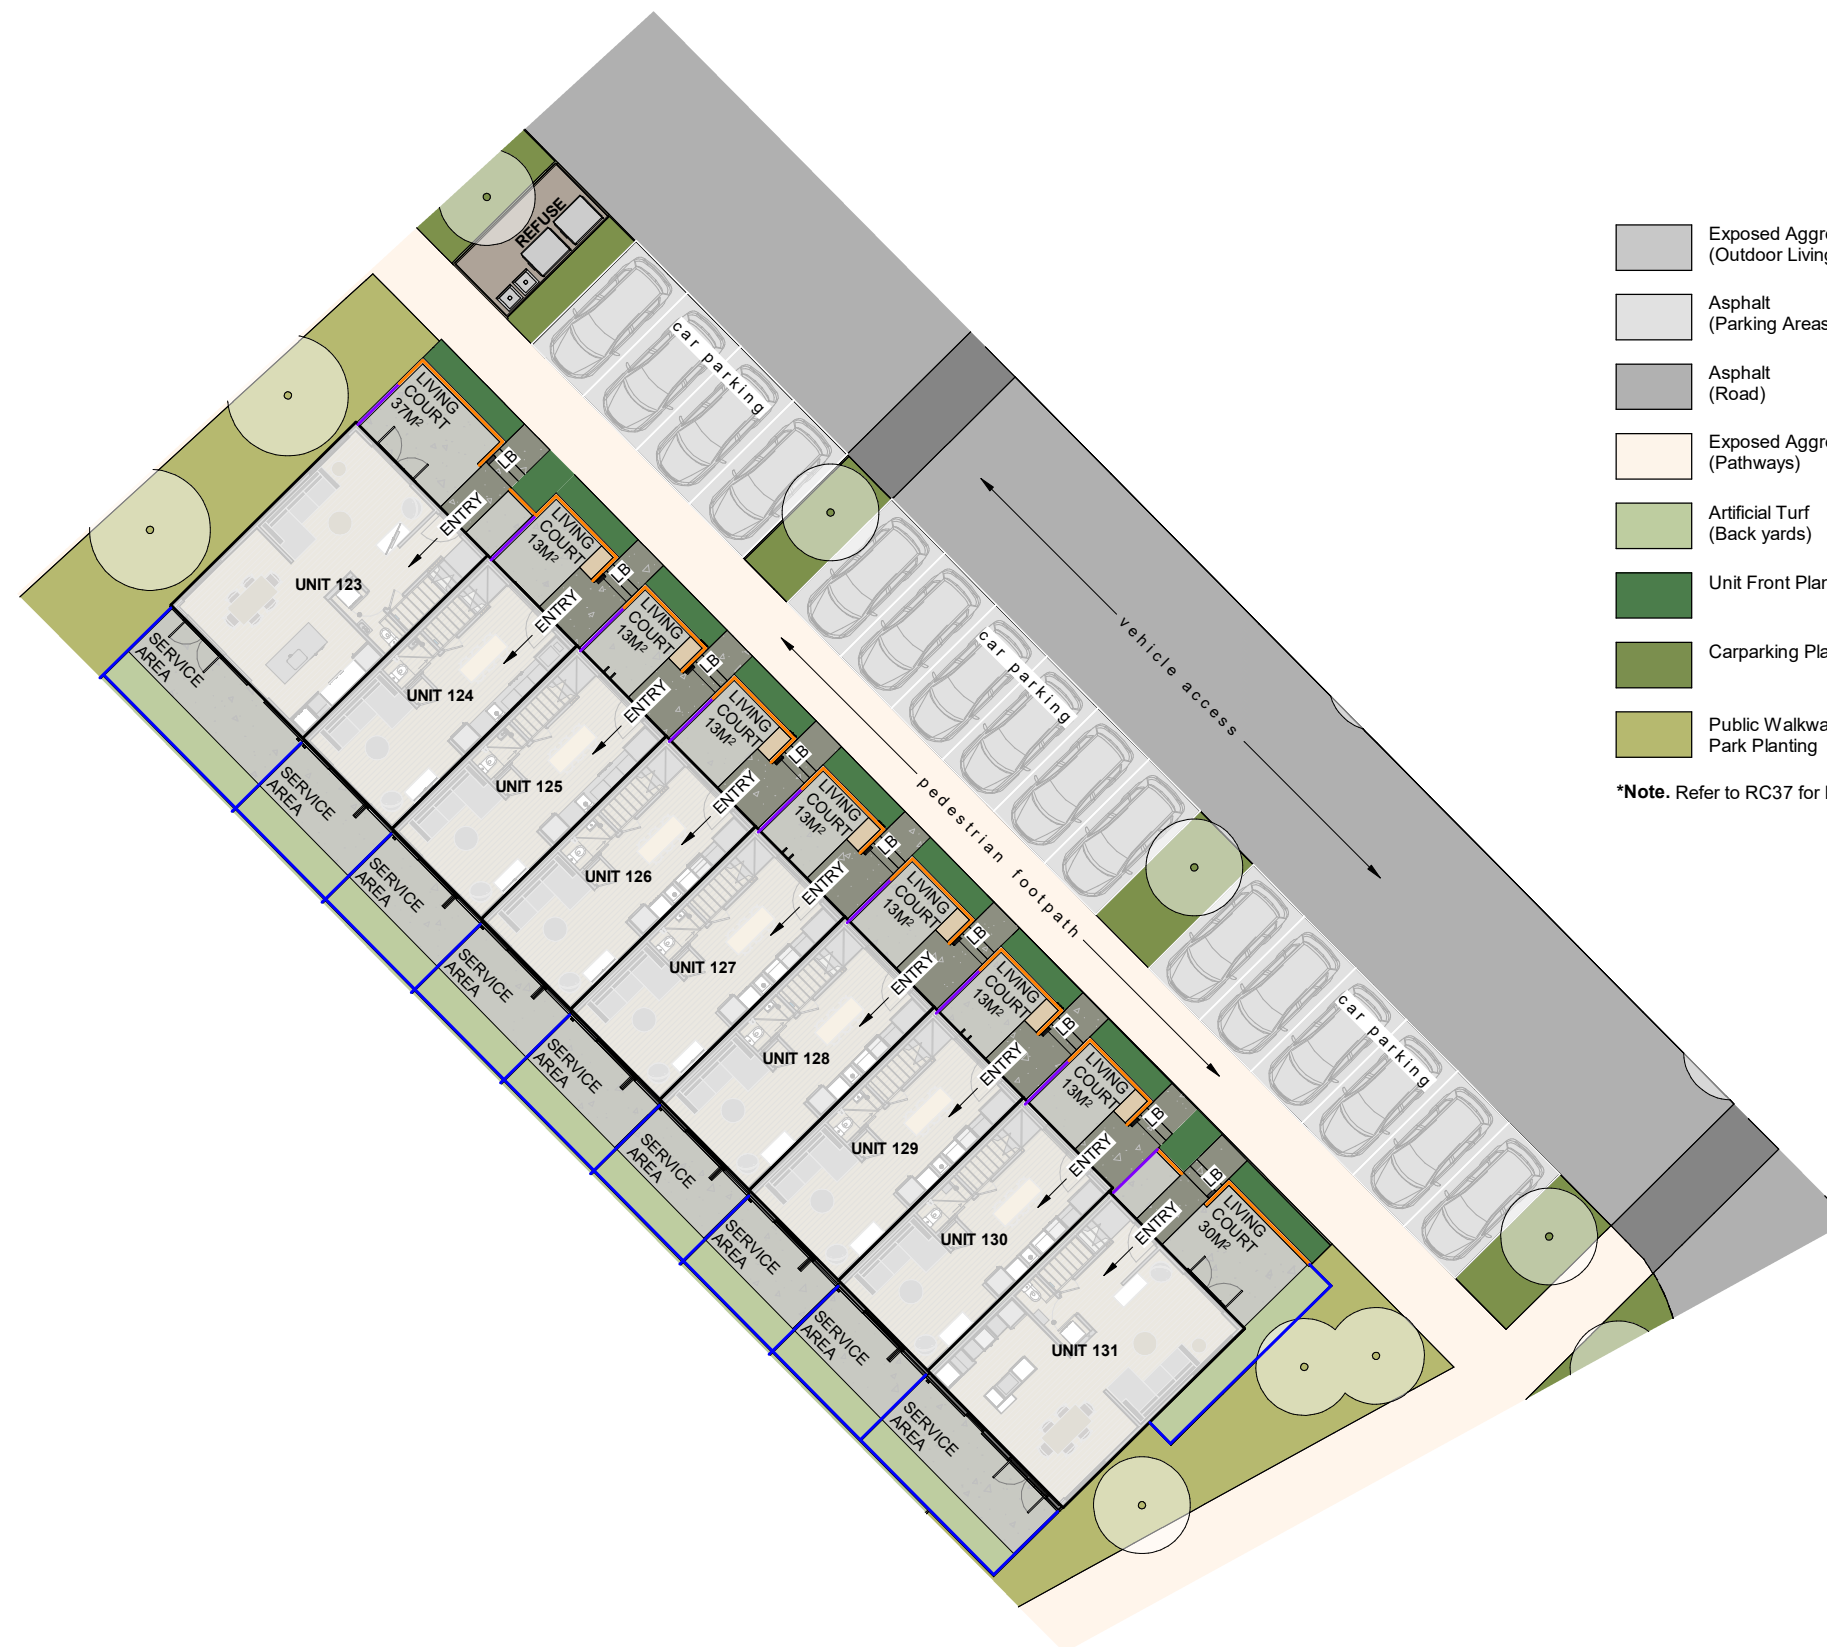 REFUSE
car parking
LIVING
COURT
37M²
LB
ENTRY
LIVING
COURT
13M²
LB
ENTRY
LIVING
COURT
13M²
LB
ENTRY
LIVING
COURT
13M²
LB
ENTRY
LIVING
COURT
13M²
LB
ENTRY
LIVING
COURT
13M²
LB
ENTRY
LIVING
COURT
13M²
LB
ENTRY
LIVING
COURT
13M²
LB
ENTRY
LIVING
COURT
30M²
LB
ENTRY
UNIT 123
UNIT 124
UNIT 125
UNIT 126
UNIT 127
UNIT 128
UNIT 129
UNIT 130
UNIT 131
SERVICE
AREA
SERVICE
AREA
SERVICE
AREA
SERVICE
AREA
SERVICE
AREA
SERVICE
AREA
SERVICE
AREA
SERVICE
AREA
SERVICE
AREA
car parking
car parking
vehicle access
pedestrian footpath
Exposed Aggre
(Outdoor Living
Asphalt
(Parking Areas
Asphalt
(Road)
Exposed Aggre
(Pathways)
Artificial Turf
(Back yards)
Unit Front Plan
Carparking Pla
Public Walkwa
Park Planting
*Note. Refer to RC37 for